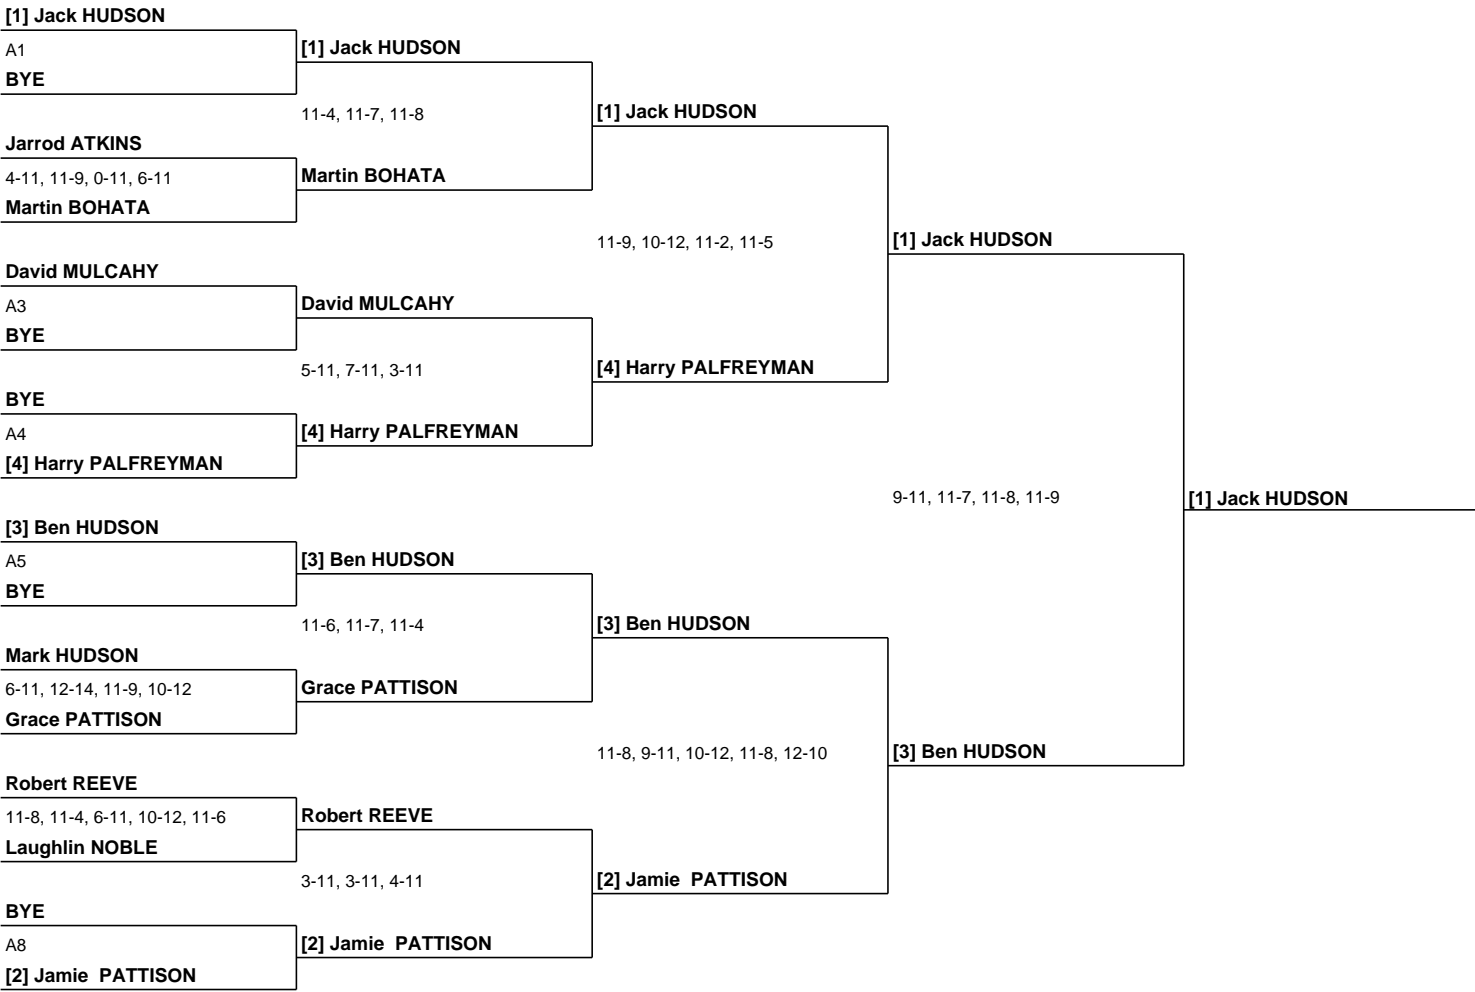 [1] Jack HUDSON
A1
BYE
Jarrod ATKINS
4-11, 11-9, 0-11, 6-11
Martin BOHATA
David MULCAHY
A3
BYE
BYE
A4
[4] Harry PALFREYMAN
[3] Ben HUDSON
A5
BYE
Mark HUDSON
6-11, 12-14, 11-9, 10-12
Grace PATTISON
Robert REEVE
11-8, 11-4, 6-11, 10-12, 11-6
Laughlin NOBLE
BYE
A8
[2] Jamie  PATTISON
[1] Jack HUDSON
11-4, 11-7, 11-8
Martin BOHATA
David MULCAHY
5-11, 7-11, 3-11
[4] Harry PALFREYMAN
[3] Ben HUDSON
11-6, 11-7, 11-4
Grace PATTISON
Robert REEVE
3-11, 3-11, 4-11
[2] Jamie  PATTISON
[1] Jack HUDSON
11-9, 10-12, 11-2, 11-5
[4] Harry PALFREYMAN
[3] Ben HUDSON
11-8, 9-11, 10-12, 11-8, 12-10
[2] Jamie  PATTISON
[1] Jack HUDSON
9-11, 11-7, 11-8, 11-9
[3] Ben HUDSON
[1] Jack HUDSON